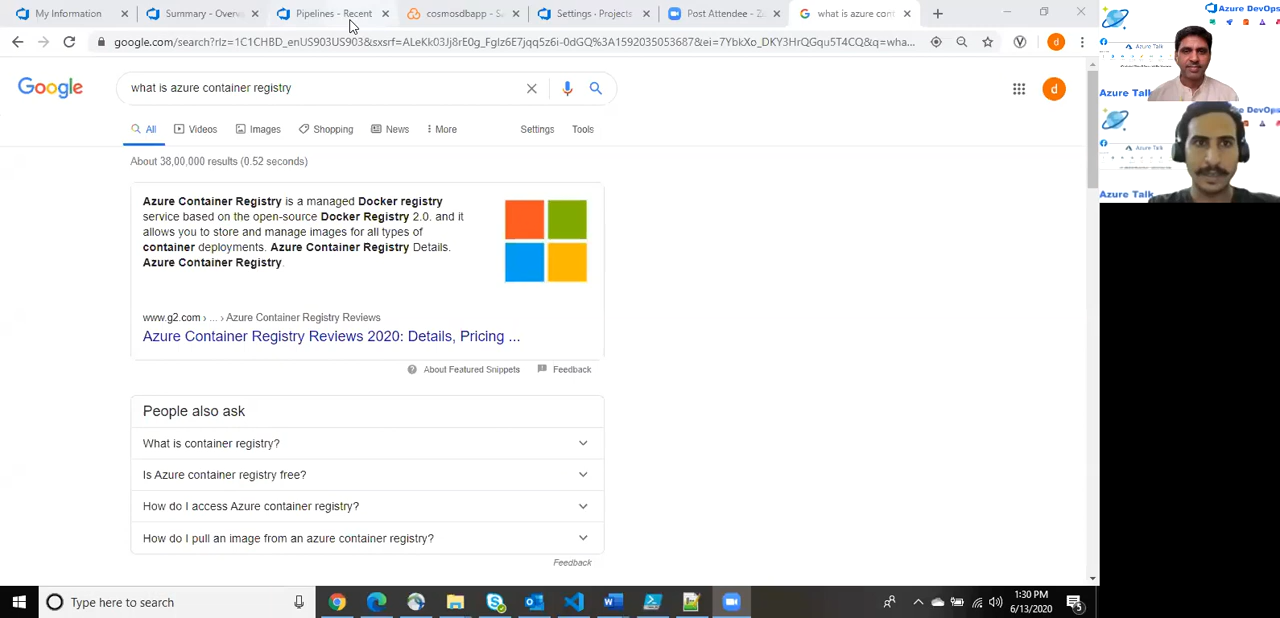 My Information
Summary - Overv
Pipelines - Recent
cosmosdbapp - S
Settings · Projects
Post Attendee - Z
what is azure cont
google.com/search?rlz=1C1CHBD_enUS903US903&sxsrf=ALeKk03Jj8rE0g_Fglz6E7jqq5z6i-0dGQ%3A1592035053687&ei=7YbkXo_DKY3HrQGqu5T4CQ&q=wha...
Google
what is azure container registry
d
All
Videos
Images
Shopping
News
More
Settings
Tools
About 38,00,000 results (0.52 seconds)
Azure Container Registry is a managed Docker registry
service based on the open-source Docker Registry 2.0. and it
allows you to store and manage images for all types of
container deployments. Azure Container Registry Details.
Azure Container Registry.
www.g2.com › ... › Azure Container Registry Reviews
Azure Container Registry Reviews 2020: Details, Pricing ...
About Featured Snippets
Feedback
People also ask
What is container registry?
Is Azure container registry free?
How do I access Azure container registry?
How do I pull an image from an azure container registry?
Feedback
Type here to search
1:30 PM
6/13/2020
5
Azure DevOps
Azure Talk
Azure Talk
DevOps
Azure Talk
Azure Talk